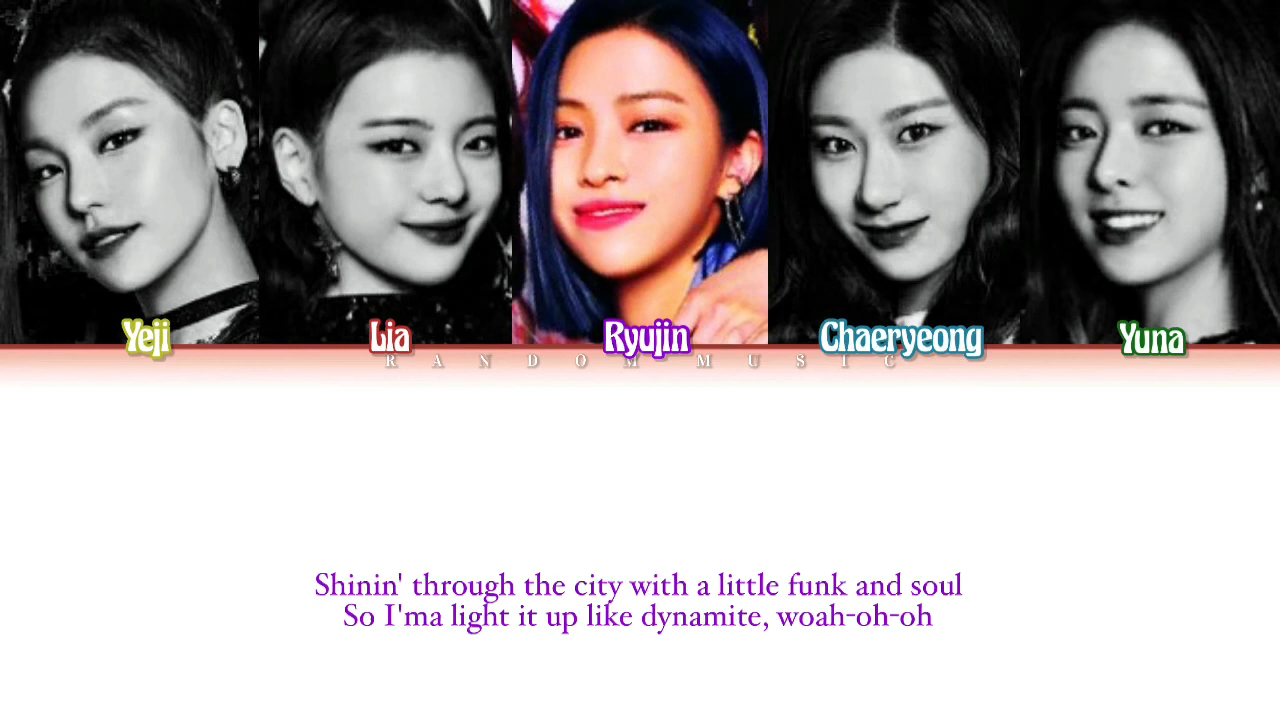 Yeji
Lia
Ryujin
Chaeryeong
Yuna
RANDOM MUSIC
Shinin' through the city with a little funk and soul
So I'ma light it up like dynamite, woah-oh-oh